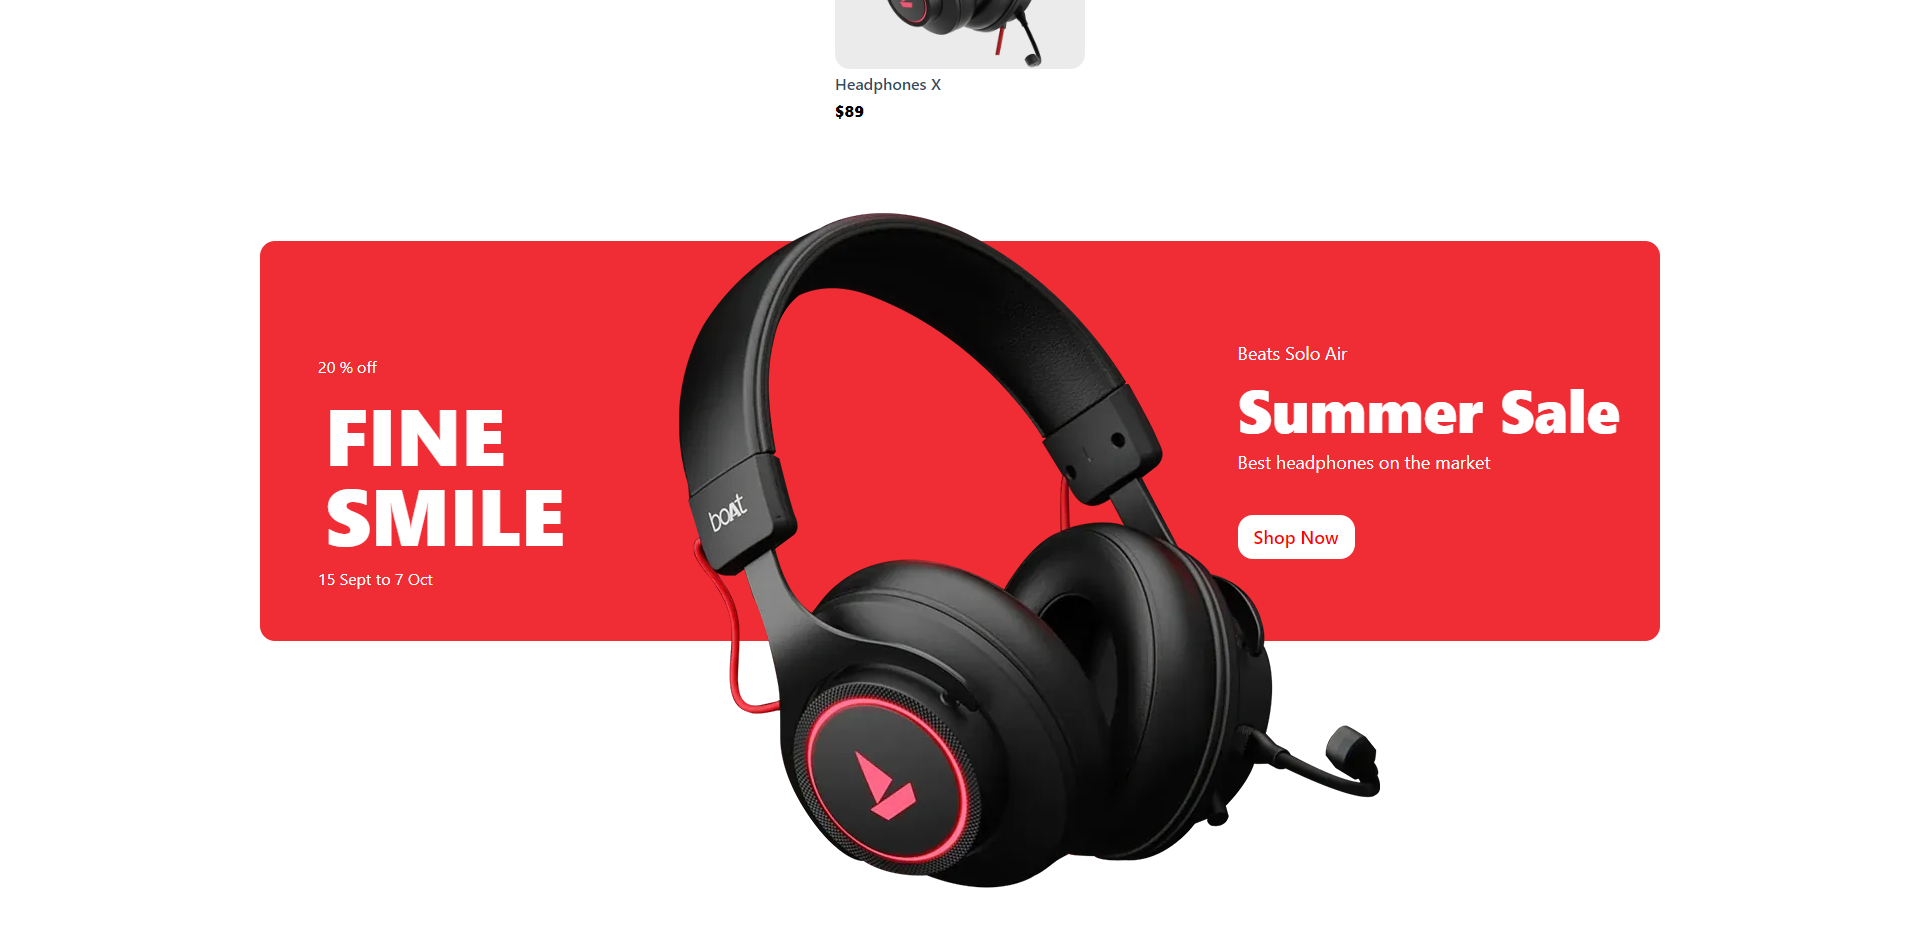 Headphones X
$89
20 % off
FINE
SMILE
15 Sept to 7 Oct
boAt
Beats Solo Air
Summer Sale
Best headphones on the market
Shop Now